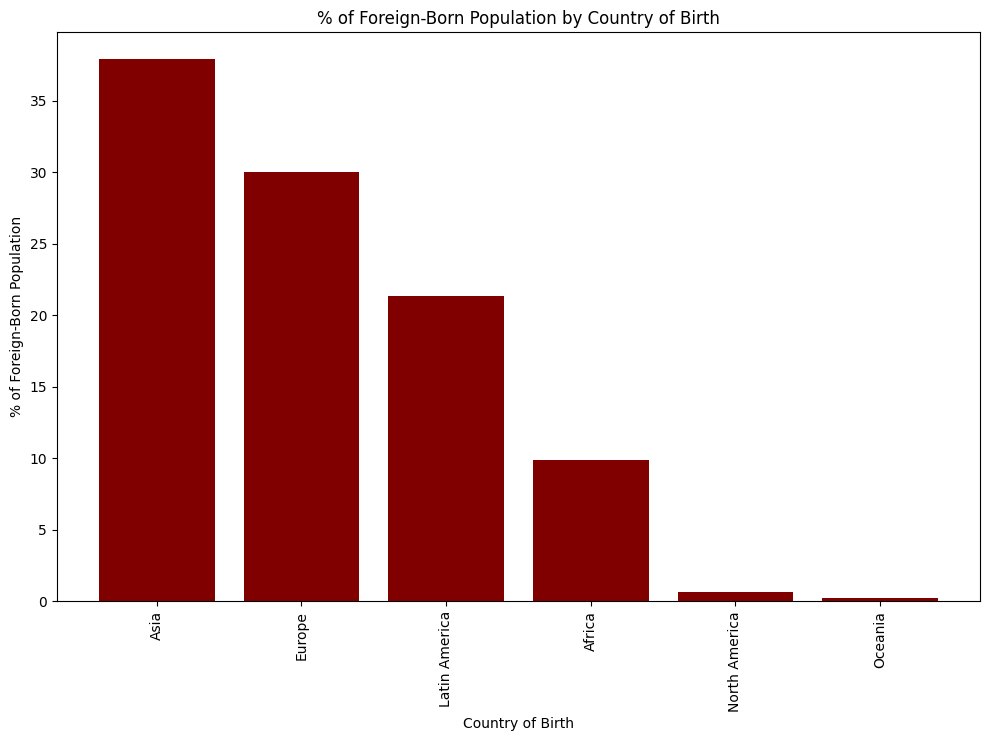 % of Foreign-Born Population by Country of Birth
% of Foreign-Born Population
35
30
25
20
15
10
5
0
Asia
Europe
Latin America
Africa
North America
Oceania
Country of Birth